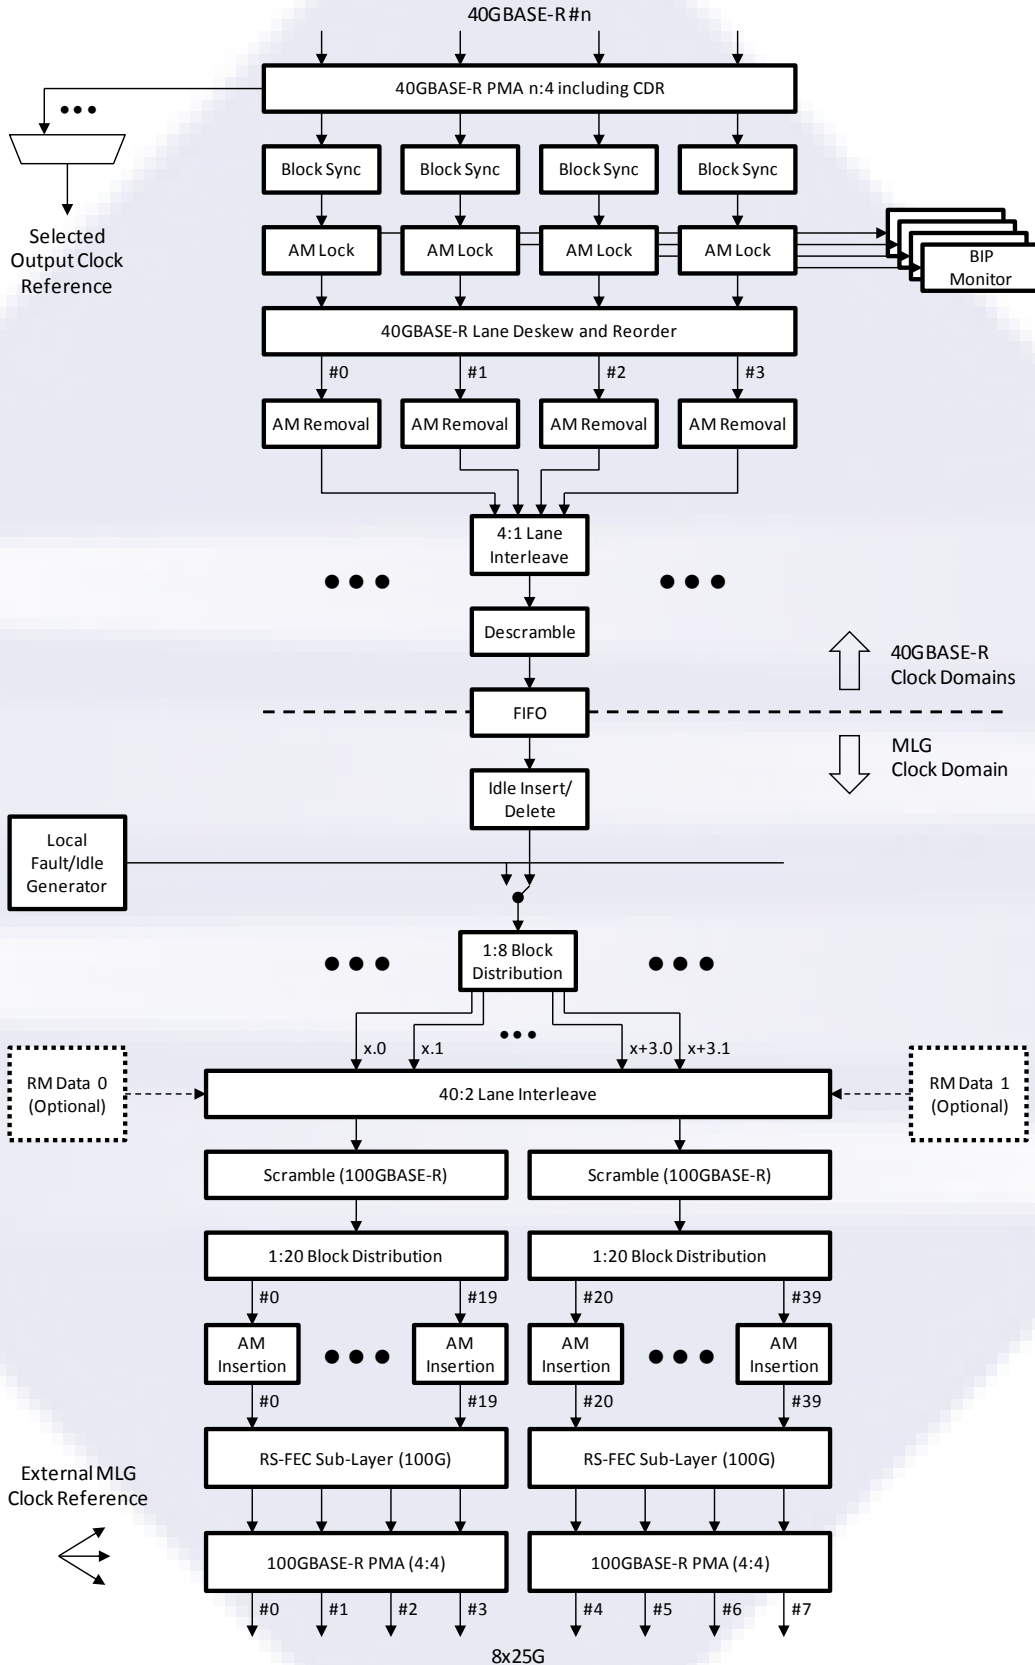 40GBASE-R #n
40GBASE-R PMA n:4 including CDR
Block Sync Block Sync Block Sync Block Sync
Selected
Output Clock
Reference
AM Lock AM Lock AM Lock AM Lock
BIP
Monitor
40GBASE-R Lane Deskew and Reorder
#0 #1 #2 #3
AM Removal AM Removal AM Removal AM Removal
4:1 Lane
Interleave
Descramble
40GBASE-R
Clock Domains
FIFO
MLG
Clock Domain
Idle Insert/
Delete
Local
Fault/Idle
Generator
1:8 Block
Distribution
x.0 x.1 x+3.0 x+3.1
RM Data 0
(Optional)
40:2 Lane Interleave
RM Data 1
(Optional)
Scramble (100GBASE-R) Scramble (100GBASE-R)
1:20 Block Distribution 1:20 Block Distribution
#0 #19 #20 #39
AM AM AM AM
Insertion Insertion Insertion Insertion
#0 #19 #20 #39
RS-FEC Sub-Layer (100G) RS-FEC Sub-Layer (100G)
External MLG
Clock Reference
100GBASE-R PMA (4:4) 100GBASE-R PMA (4:4)
#0 #1 #2 #3 #4 #5 #6 #7
8x25G